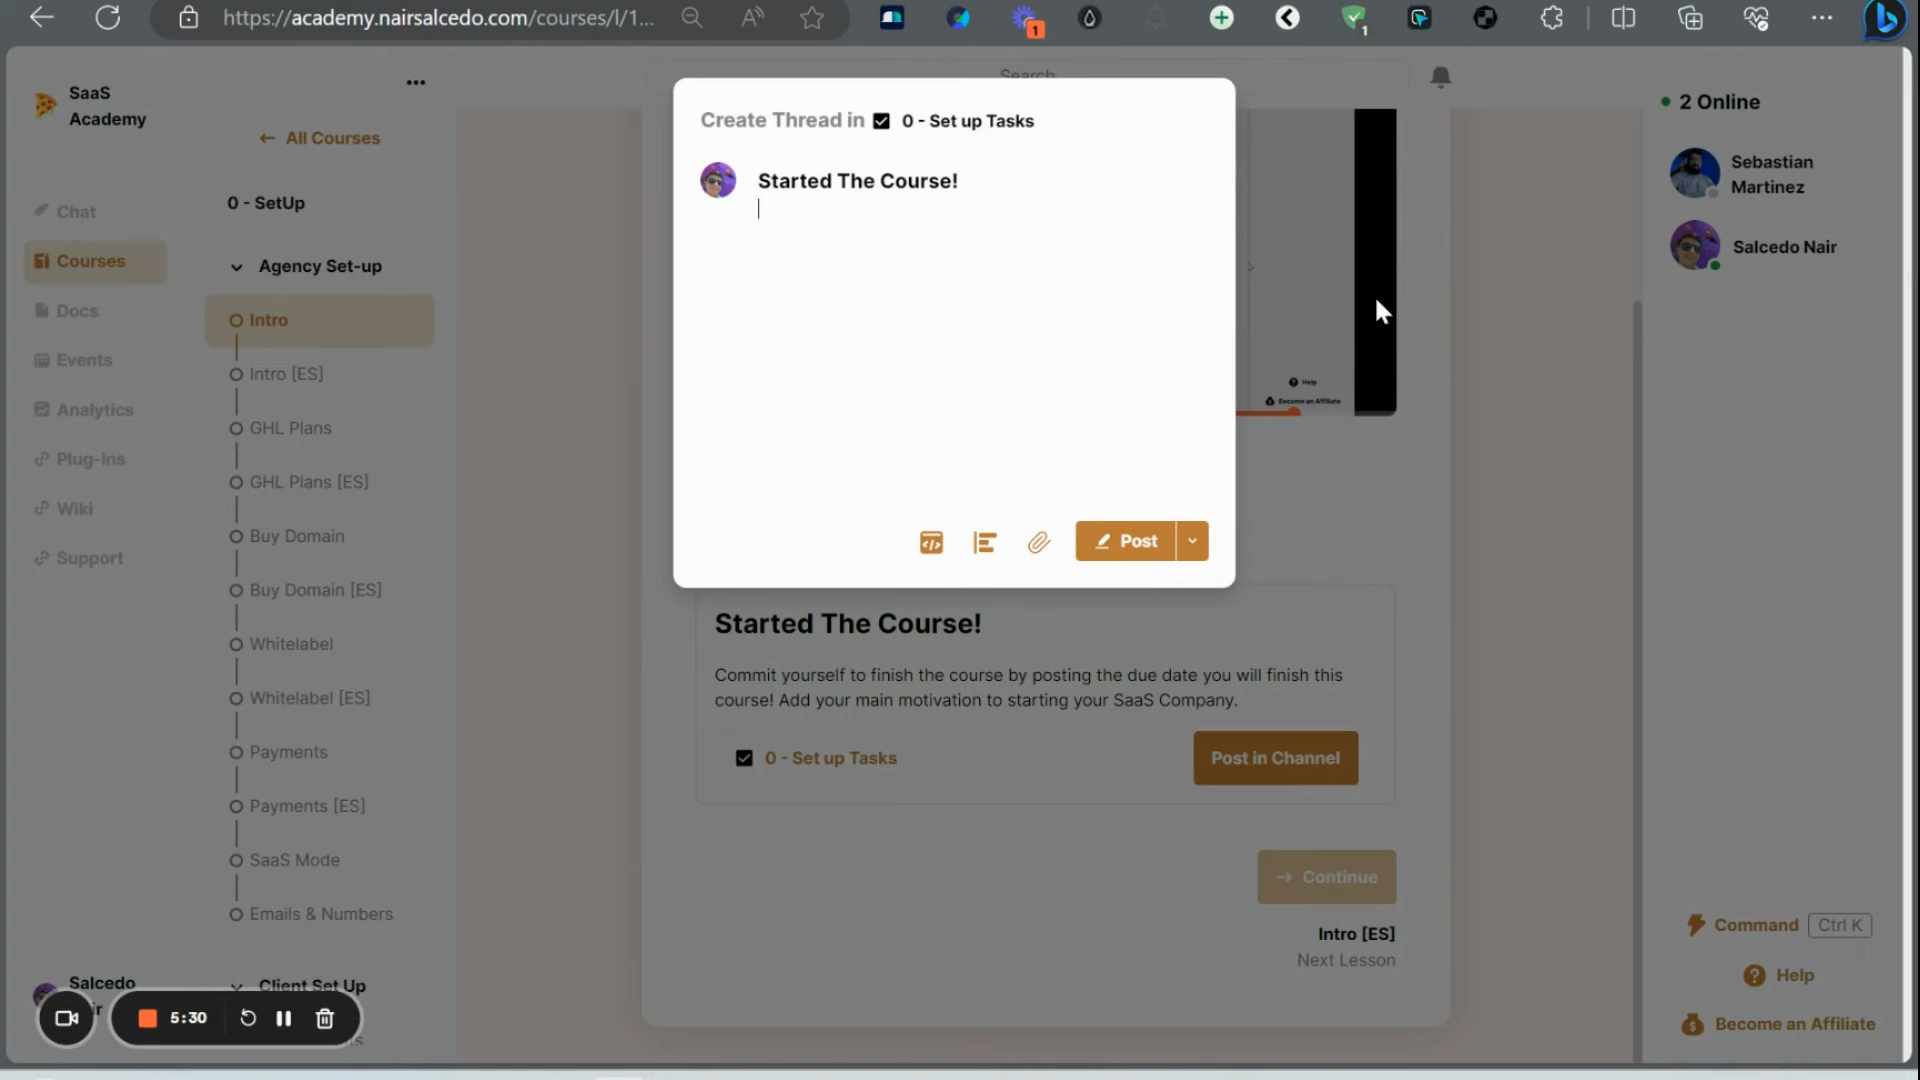 https://academy.nairsalcedo.com/courses/l/1...
1
1
SaaS
Academy
Chat
Courses
Docs
Events
Analytics
Plug-ins
Wiki
Support
Salcedo
← All Courses
0 - SetUp
Agency Set-up
Intro
Intro [ES]
GHL Plans
GHL Plans [ES]
Buy Domain
Buy Domain [ES]
Whitelabel
Whitelabel [ES]
Payments
Payments [ES]
SaaS Mode
Emails & Numbers
Client Set Up
5:30
Search
Create Thread in 0 - Set up Tasks
Started The Course!
Post
Help
Become an Affiliate
Started The Course!
Commit yourself to finish the course by posting the due date you will finish this
course! Add your main motivation to starting your SaaS Company.
0 - Set up Tasks
Post in Channel
→ Continue
Intro [ES]
Next Lesson
2 Online
Sebastian
Martinez
Salcedo Nair
Command Ctrl K
Help
Become an Affiliate